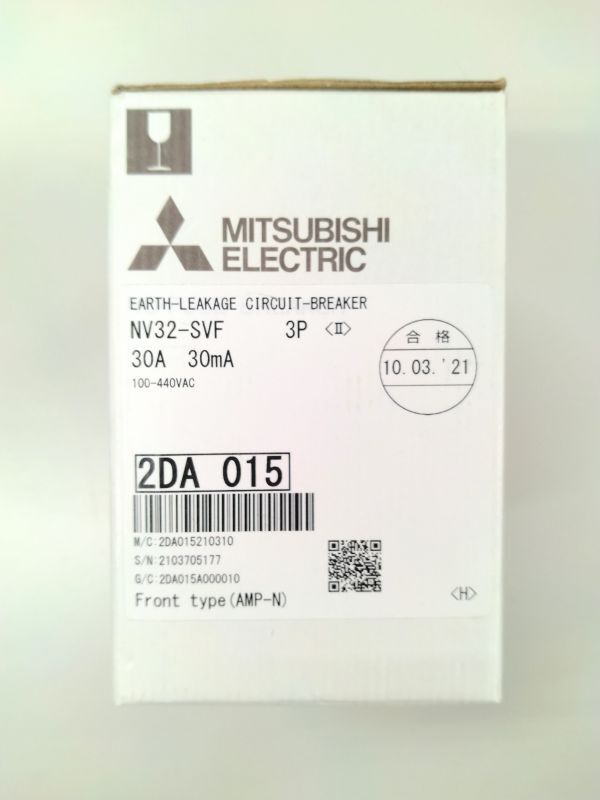 MITSUBISHI
ELECTRIC
EARTH-LEAKAGE CIRCUIT-BREAKER
NV32-SVF 3P 〈Ⅱ〉
30A 30mA
100-440VAC
合格
10.03.'21
2DA 015
M/C:2DA015210310
S/N:2103705177
G/C:2DA015A000010
Front type(AMP-N)
〈H〉